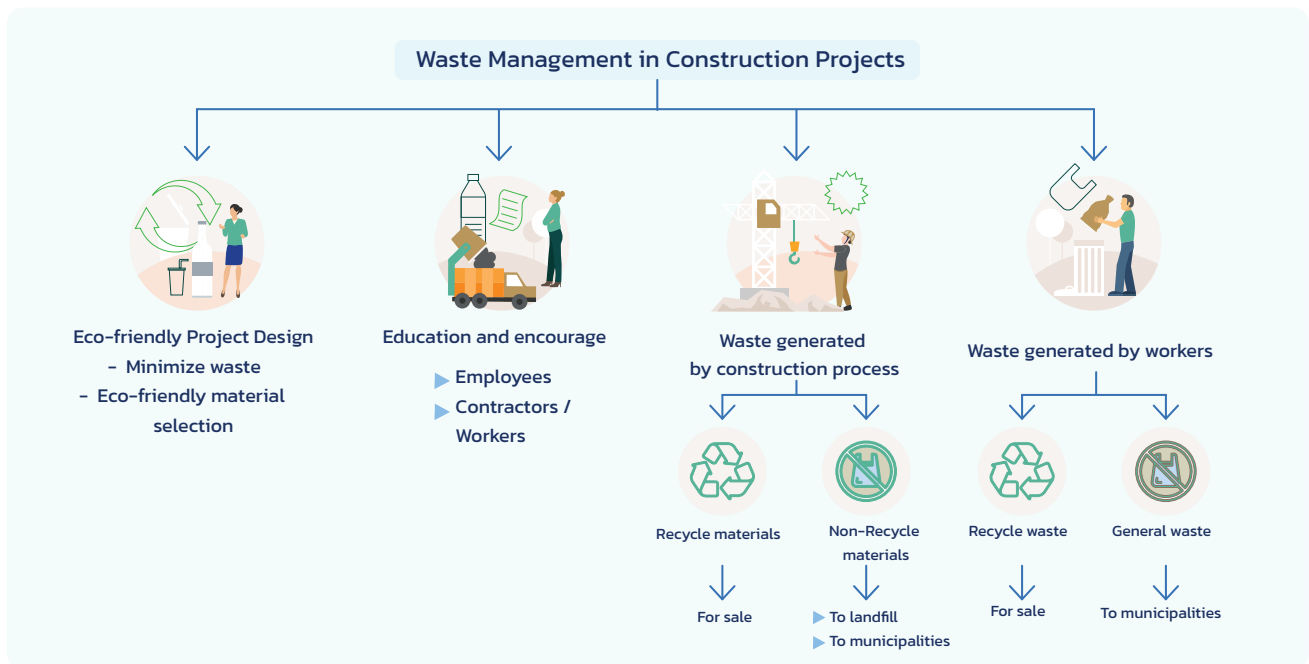 Waste Management in Construction Projects
Eco-friendly Project Design
- Minimize waste
- Eco-friendly material
selection
Education and encourage
Employees
Contractors /
Workers
Waste generated
by construction process
Recycle materials
For sale
Non-Recycle
materials
To landfill
To municipalities
Waste generated by workers
Recycle waste
For sale
General waste
To municipalities